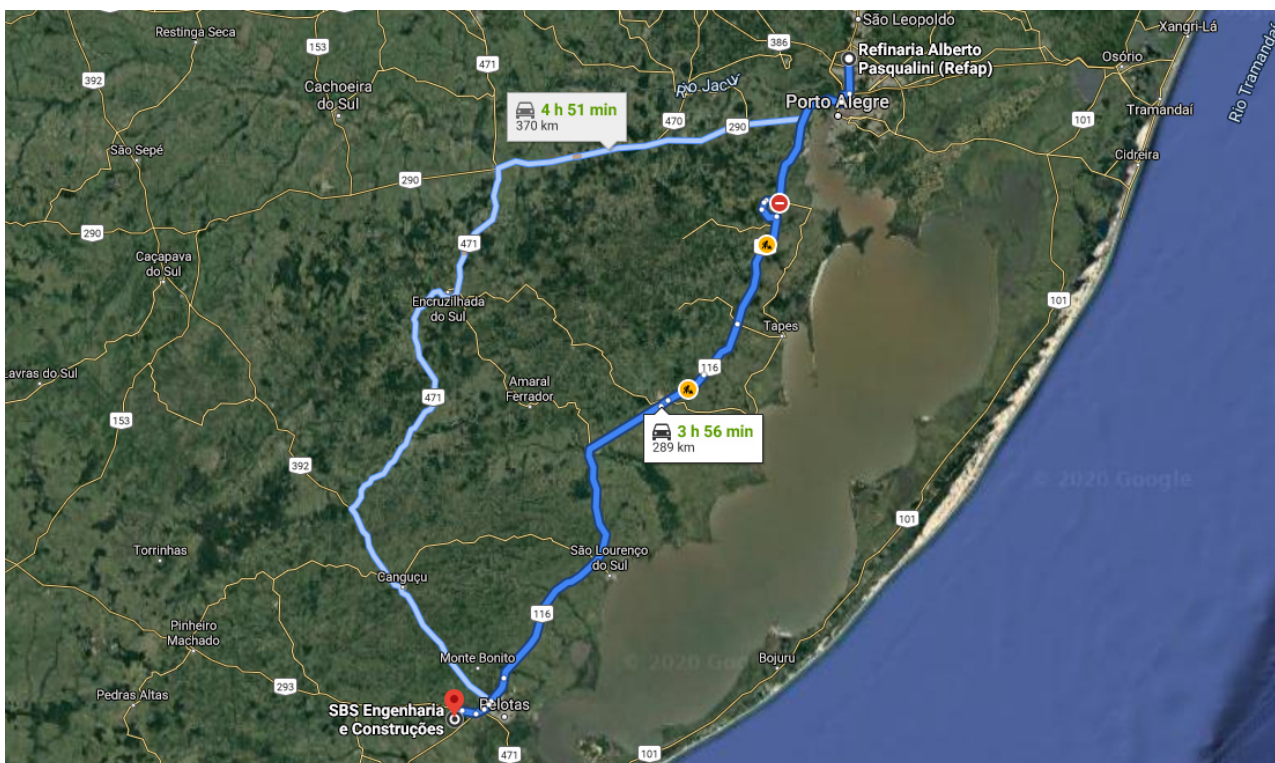 São Leopoldo
Xangri-Lá
Restinga Seca
153
386
Refinaria Alberto
Pasqualini (Refap)
Osório
471
392
Cachoeira
do Sul
Rio Jacuí
Porto Alegre
Tramandaí
Rio Tramandaí
4 h 51 min
370 km
470
290
101
São Sepé
Cidreira
290
471
290
Caçapava
do Sul
Encruzilhada
do Sul
101
Tapes
116
Lavras do Sul
Amaral
Ferrador
471
153
3 h 56 min
289 km
392
© 2020 Google
101
Torrinhas
São Lourenço
do Sul
Canguçu
116
Pinheiro
Machado
Monte Bonito
© 2020 Goo
Bojuru
293
Pedras Altas
SBS Engenharia
e Construções
Pelotas
471
101